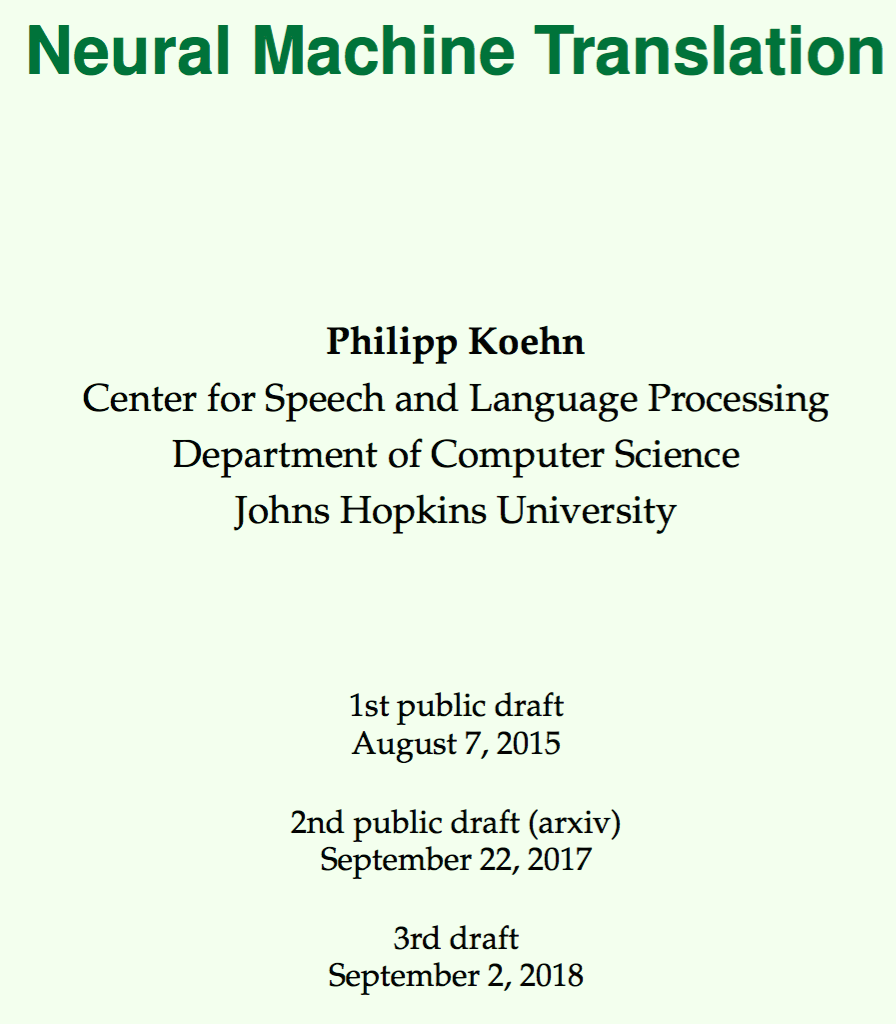 Neural Machine Translation
Philipp Koehn
Center for Speech and Language Processing
Department of Computer Science
Johns Hopkins University
1st public draft
August 7, 2015
2nd public draft (arxiv)
September 22, 2017
3rd draft
September 2, 2018